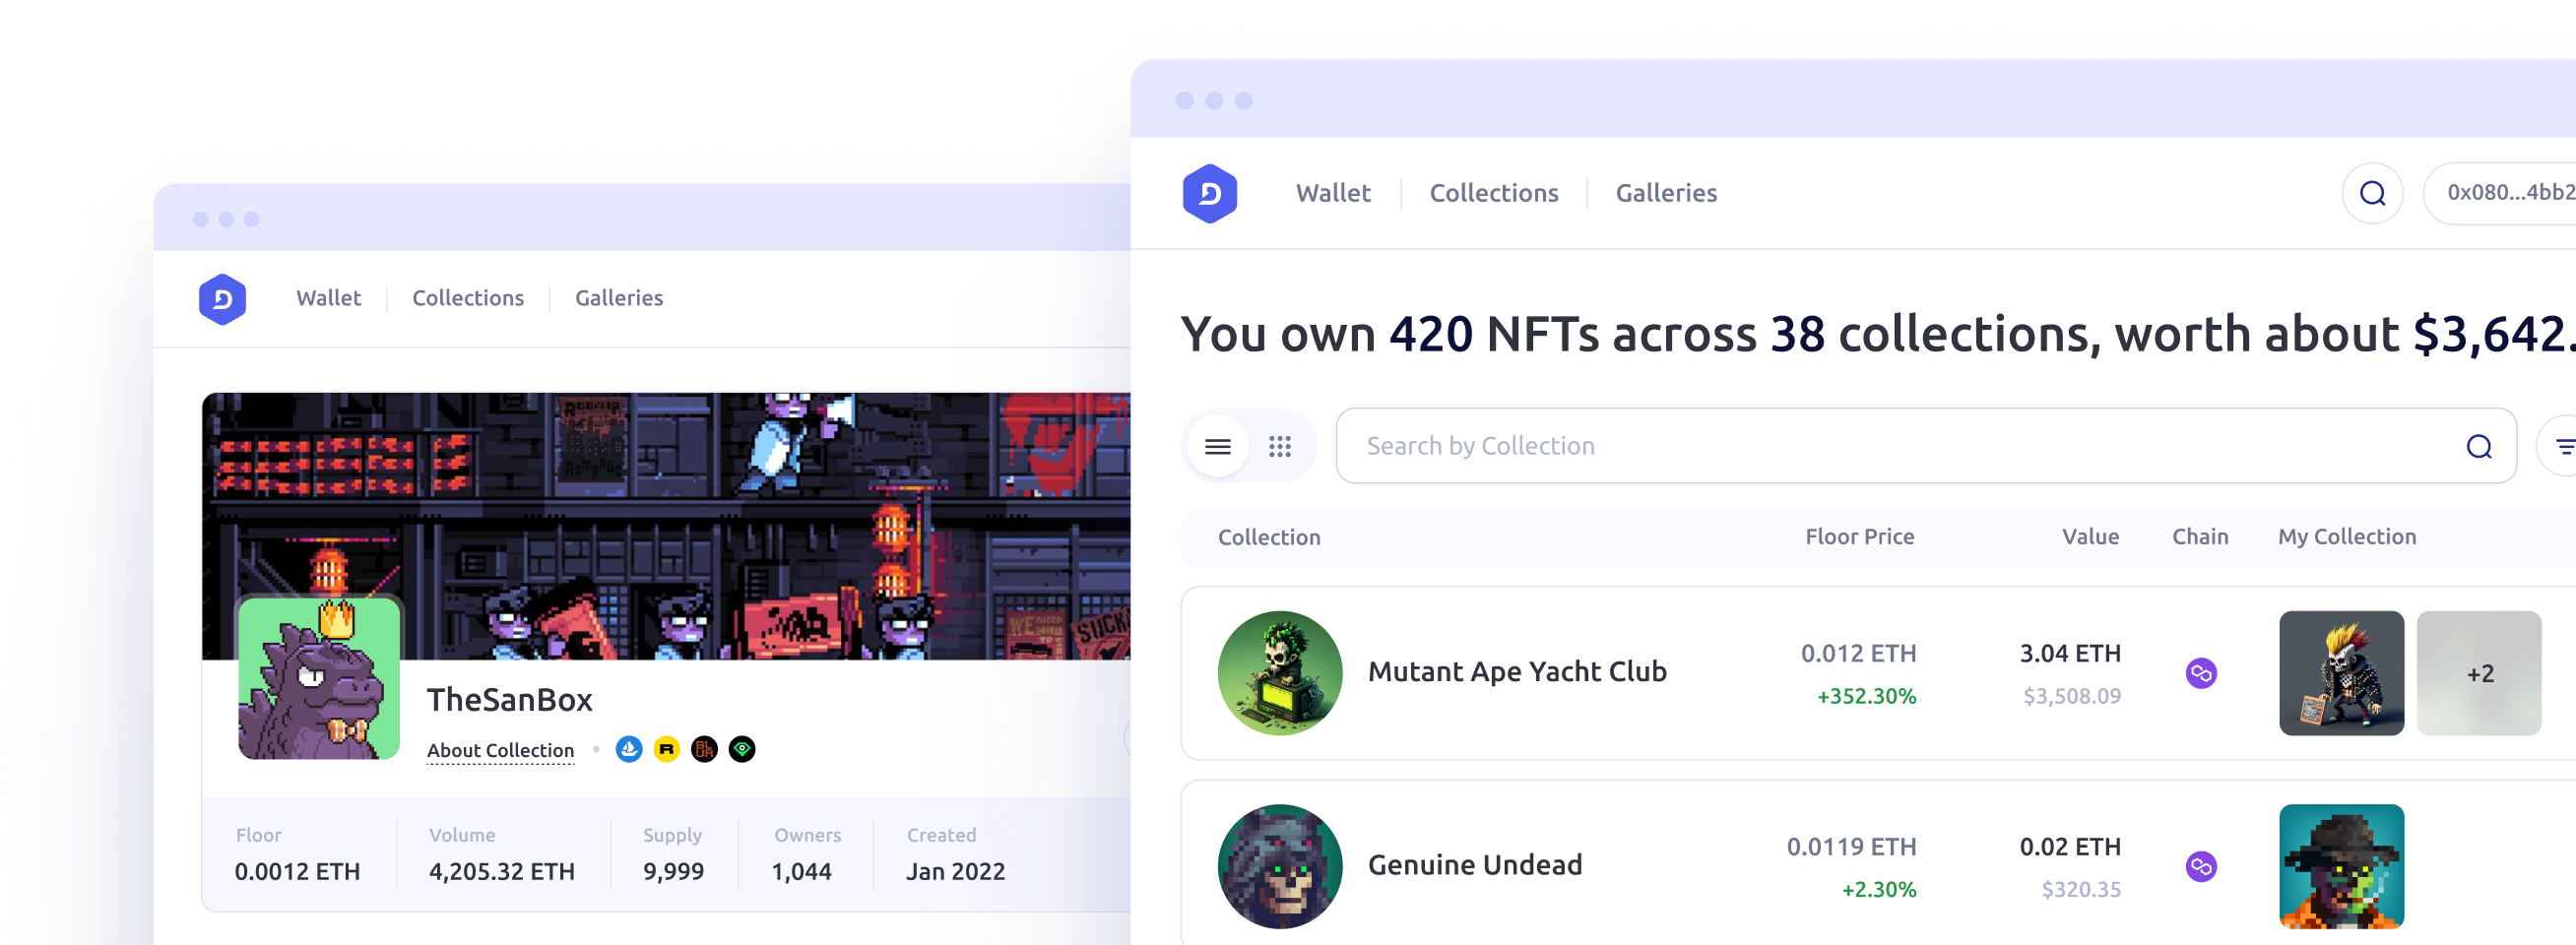 Wallet
Collections
Galleries
WE NEED
SUCK
TheSanBox
About Collection
Floor
Volume
Supply
Owners
Created
0.0012 ETH
4,205.32 ETH
9,999
1,044
Jan 2022
Wallet
Collections
Galleries
0x080...4bb2
You own 420 NFTs across 38 collections, worth about $3,642.
Search by Collection
Collection
Floor Price
Value
Chain
My Collection
Mutant Ape Yacht Club
0.012 ETH
+352.30%
3.04 ETH
$3,508.09
+2
Genuine Undead
0.0119 ETH
+2.30%
0.02 ETH
$320.35